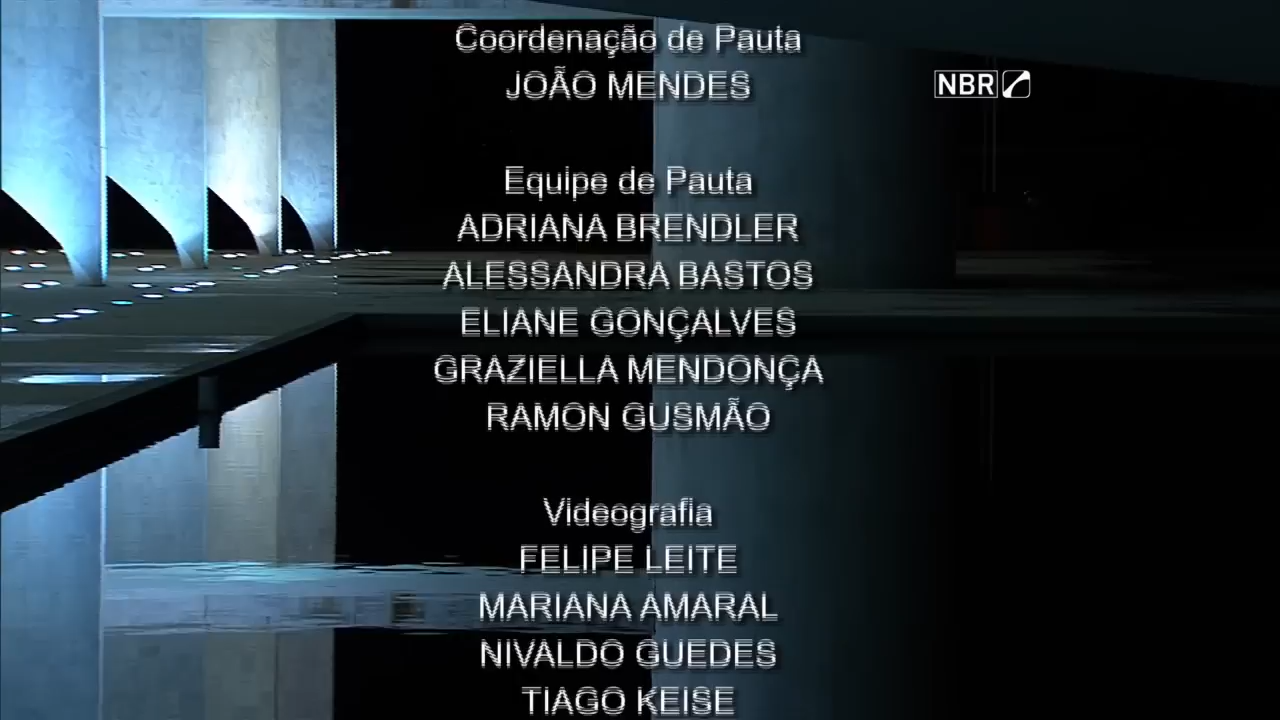 Coordenação de Pauta
JOÃO MENDES
NBR
Equipe de Pauta
ADRIANA BRENDLER
ALESSANDRA BASTOS
ELIANE GONÇALVES
GRAZIELLA MENDONÇA
RAMON GUSMÃO
Videografia
FELIPE LEITE
MARIANA AMARAL
NIVALDO GUEDES
TIAGO KEISE